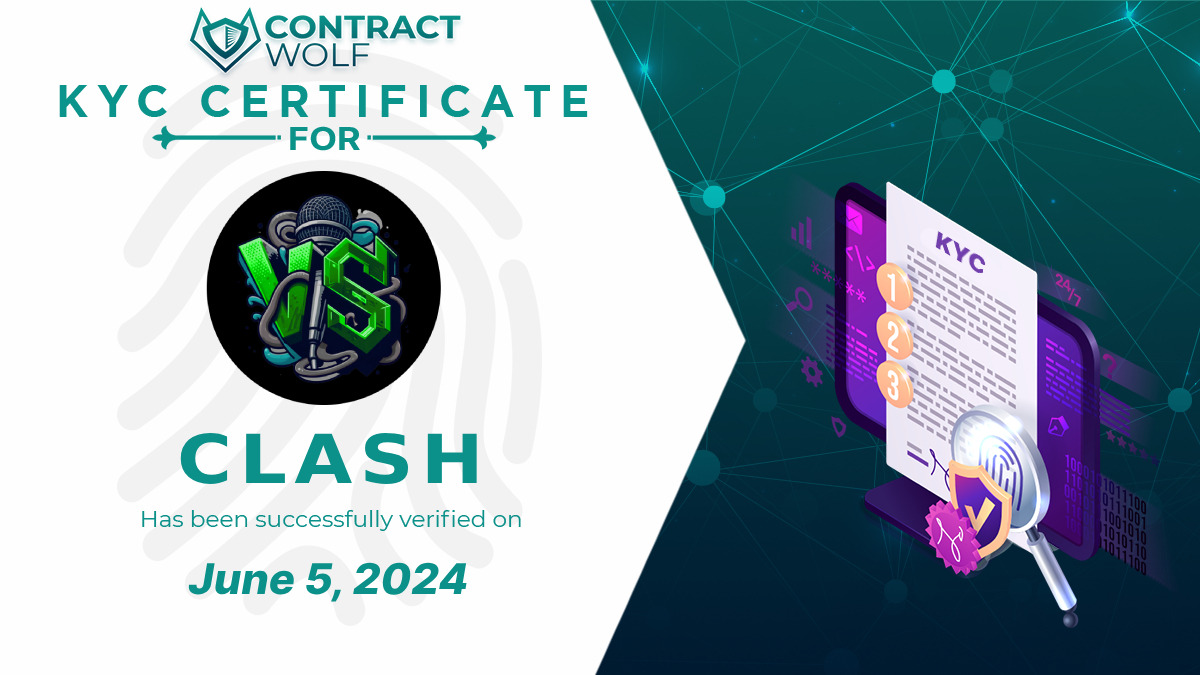 CONTRACT
WOLF
KYC CERTIFICATE
FOR
VS
CLASH
Has been successfully verified on
June 5, 2024
KYC
1
2
3
24/7